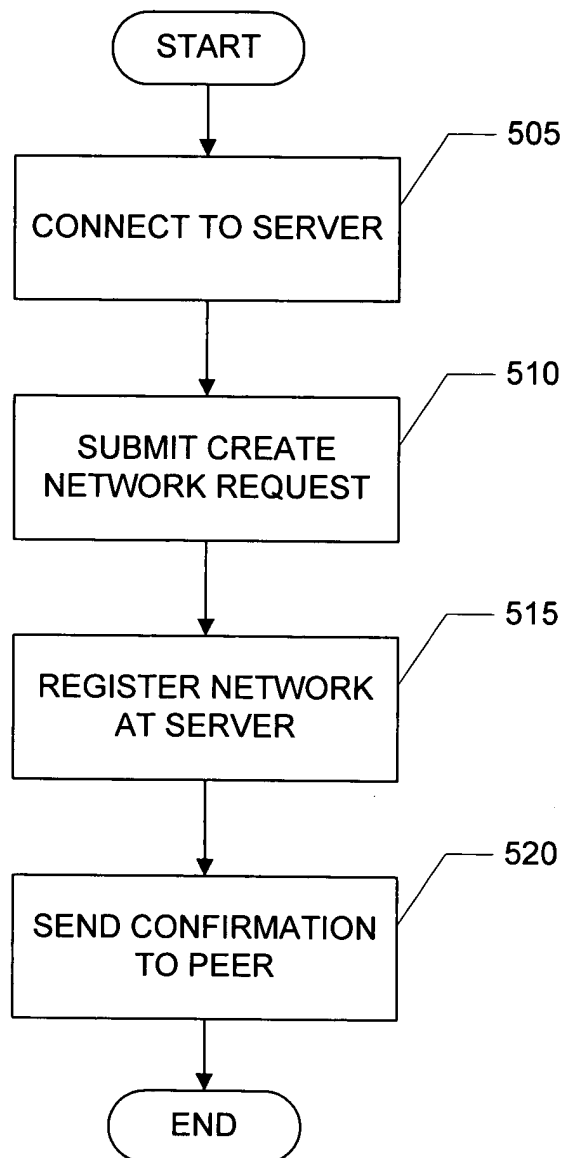 START
505
CONNECT TO SERVER
510
SUBMIT CREATE
NETWORK REQUEST
515
REGISTER NETWORK
AT SERVER
520
SEND CONFIRMATION
TO PEER
END